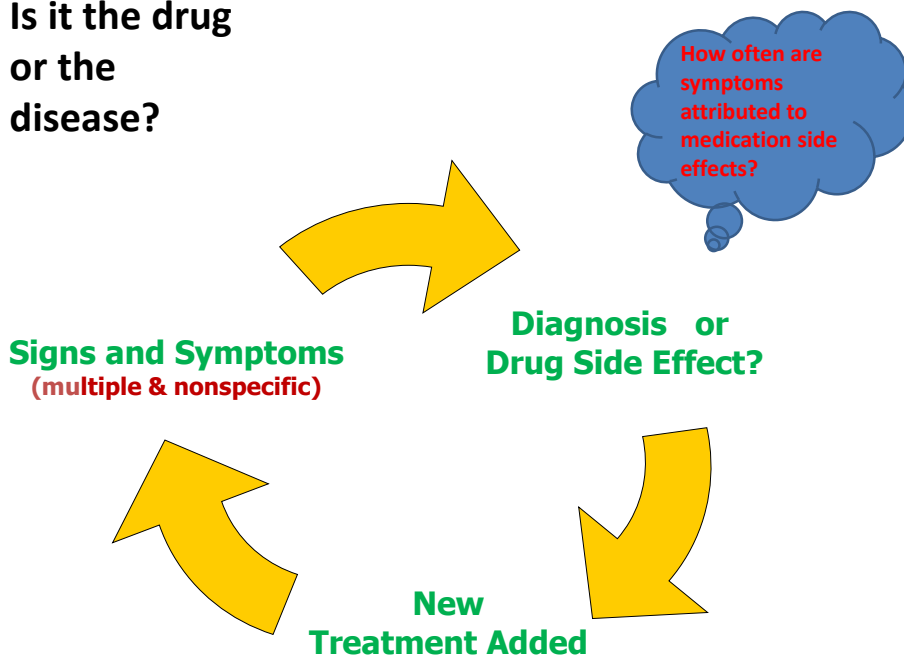 Is it the drug
or the
disease?
How often are
symptoms
attributed to
medication side
effects?
Diagnosis or
Drug Side Effect?
Signs and Symptoms
(multiple & nonspecific)
New
Treatment Added